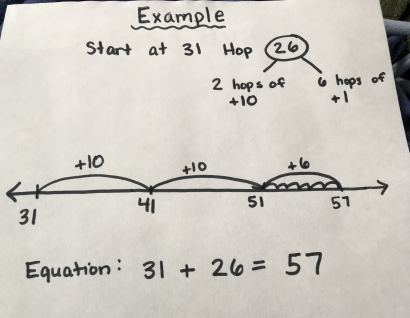 Example
Start at 31 Hop 26
2 hops of 6 hops of
+10 +1
+10 +10 +6
31 41 51 57
Equation: 31 + 26 = 57